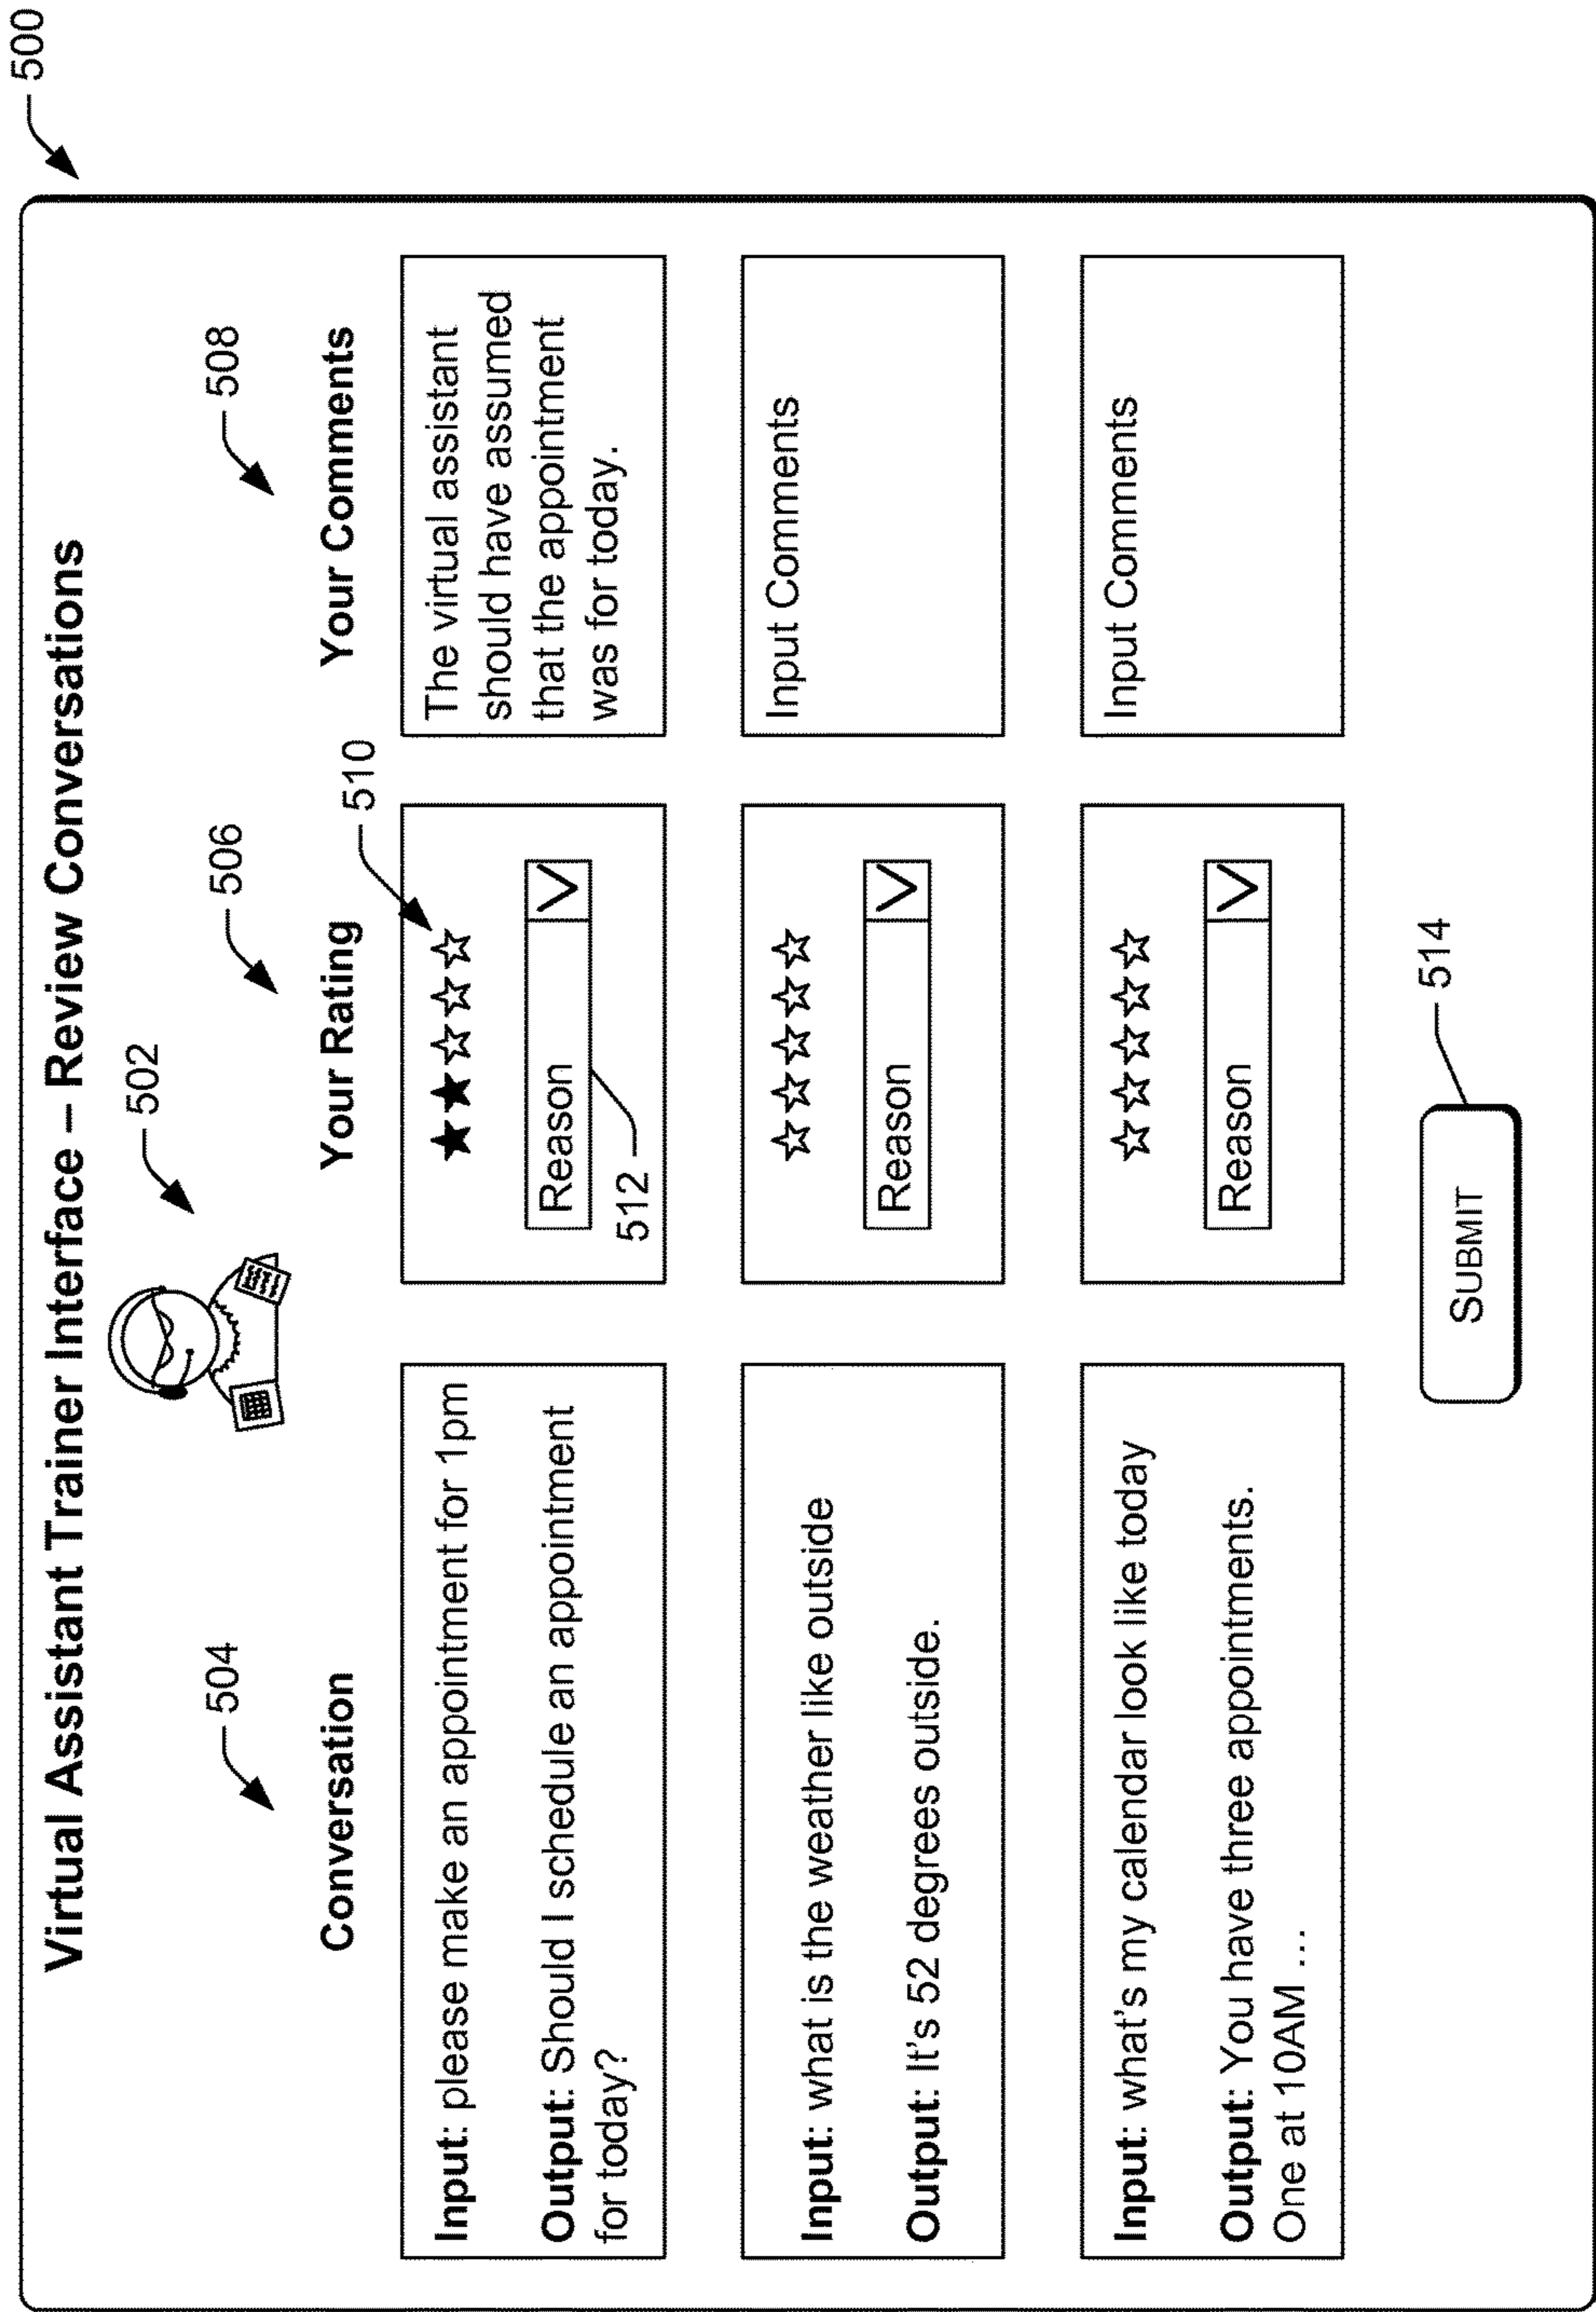 500
Virtual Assistant Trainer Interface – Review Conversations
502
504
506
508
Conversation
Your Rating
Your Comments
510
Input: please make an appointment for 1pm
Output: Should I schedule an appointment
for today?
Reason
512
The virtual assistant
should have assumed
that the appointment
was for today.
Input: what is the weather like outside
Output: It's 52 degrees outside.
Reason
Input Comments
Input: what's my calendar look like today
Output: You have three appointments.
One at 10AM ...
Reason
Input Comments
SUBMIT
514